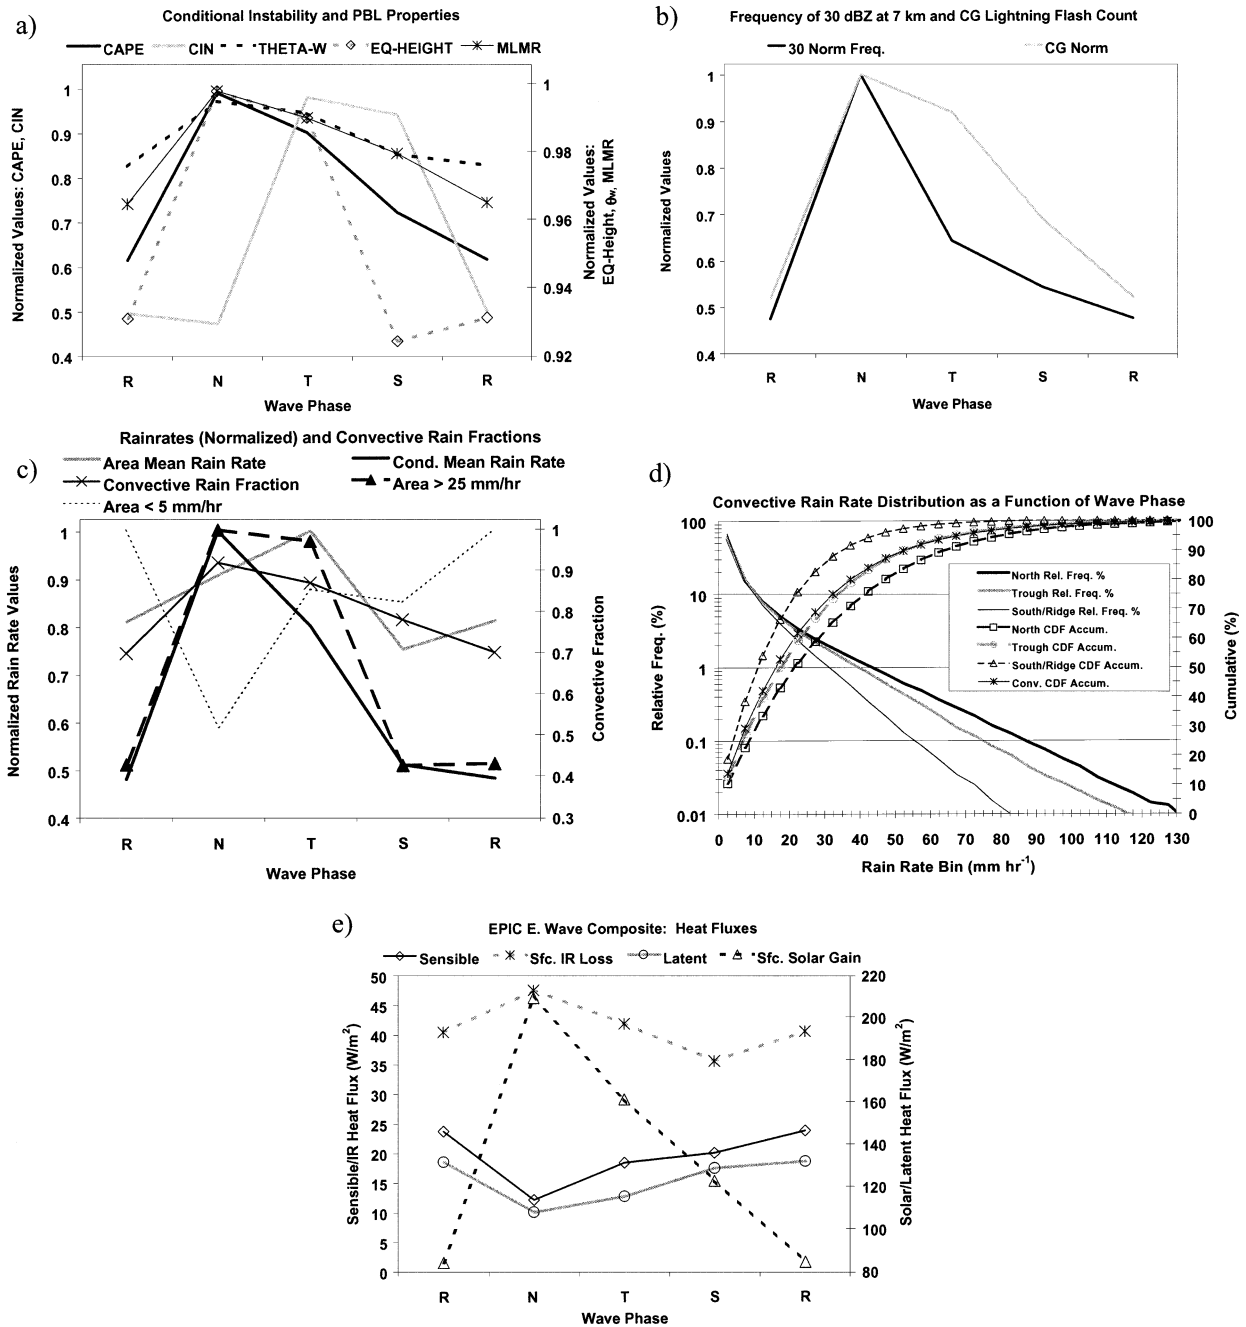 a)
Conditional Instability and PBL Properties
CAPE CIN THETA-W EQ-HEIGHT MLMR
Normalized Values: CAPE, CIN
1
0.9
0.8
0.7
0.6
0.5
0.4
1
0.98
0.96
0.94
0.92
Normalized Values:
EQ-Height, θw, MLMR
R N T S R
Wave Phase
b)
Frequency of 30 dBZ at 7 km and CG Lightning Flash Count
30 Norm Freq. CG Norm
Normalized Values
1
0.9
0.8
0.7
0.6
0.5
0.4
R N T S R
Wave Phase
c)
Rainrates (Normalized) and Convective Rain Fractions
Area Mean Rain Rate Cond. Mean Rain Rate
Convective Rain Fraction Area > 25 mm/hr
Area < 5 mm/hr
Normalized Rain Rate Values
1
0.9
0.8
0.7
0.6
0.5
0.4
1
0.9
0.8
0.7
0.6
0.5
0.4
0.3
Convective Fraction
R N T S R
Wave Phase
d)
Convective Rain Rate Distribution as a Function of Wave Phase
Relative Freq. (%)
100
10
1
0.1
0.01
100
90
80
70
60
50
40
30
20
10
0
Cumulative (%)
North Rel. Freq. %
Trough Rel. Freq. %
South/Ridge Rel. Freq. %
North CDF Accum.
Trough CDF Accum.
South/Ridge CDF Accum.
Conv. CDF Accum.
0 10 20 30 40 50 60 70 80 90 100 110 120 130
Rain Rate Bin (mm hr-1)
e)
EPIC E. Wave Composite: Heat Fluxes
Sensible Sfc. IR Loss Latent Sfc. Solar Gain
Sensible/IR Heat Flux (W/m2)
50
45
40
35
30
25
20
15
10
5
0
220
200
180
160
140
120
100
80
Solar/Latent Heat Flux (W/m2)
R N T S R
Wave Phase